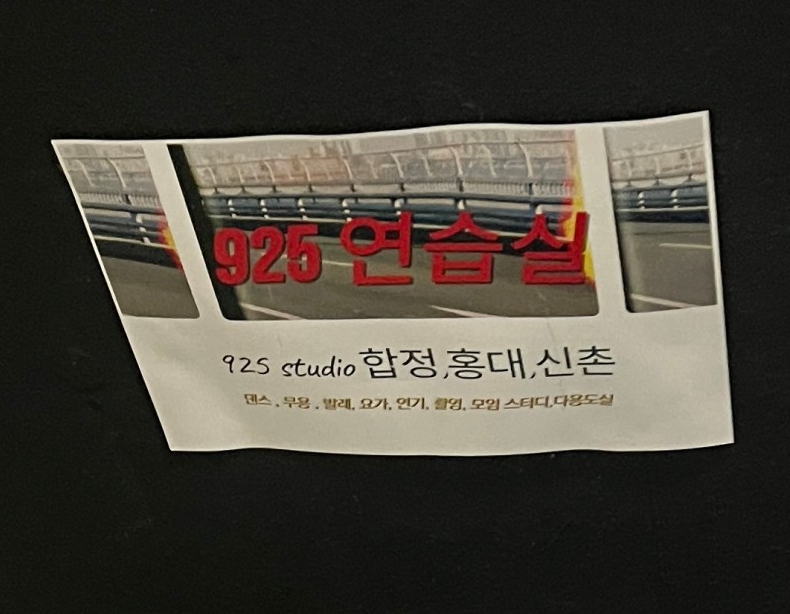 925 연습실
925 studio 합정,홍대,신촌
댄스, 무용, 발레, 요가, 연기, 촬영, 모임 스터디,다용도실